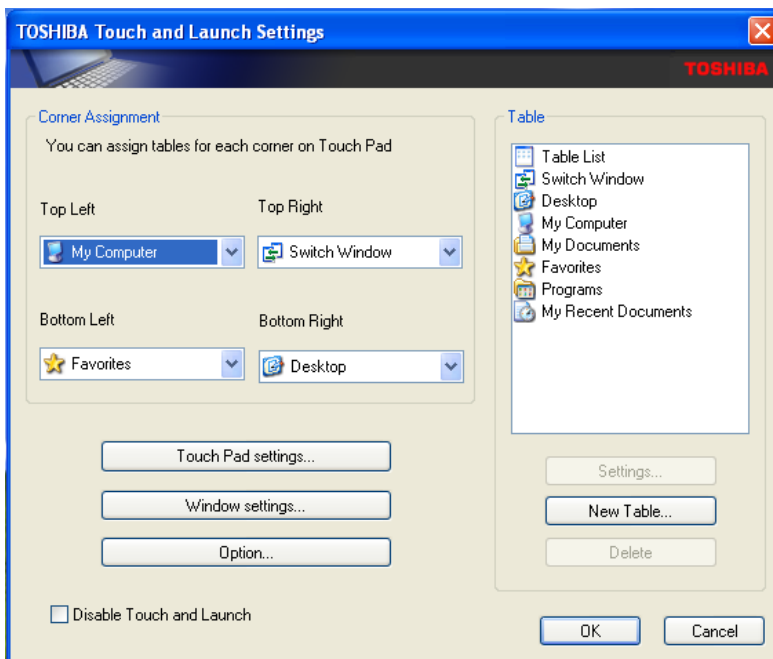 TOSHIBA Touch and Launch Settings
TOSHIBA
Corner Assignment
You can assign tables for each corner on Touch Pad
Top Left
Top Right
My Computer
Switch Window
Bottom Left
Bottom Right
Favorites
Desktop
Touch Pad settings...
Window settings...
Option...
Disable Touch and Launch
Table
Table List
Switch Window
Desktop
My Computer
My Documents
Favorites
Programs
My Recent Documents
Settings...
New Table...
Delete
OK
Cancel